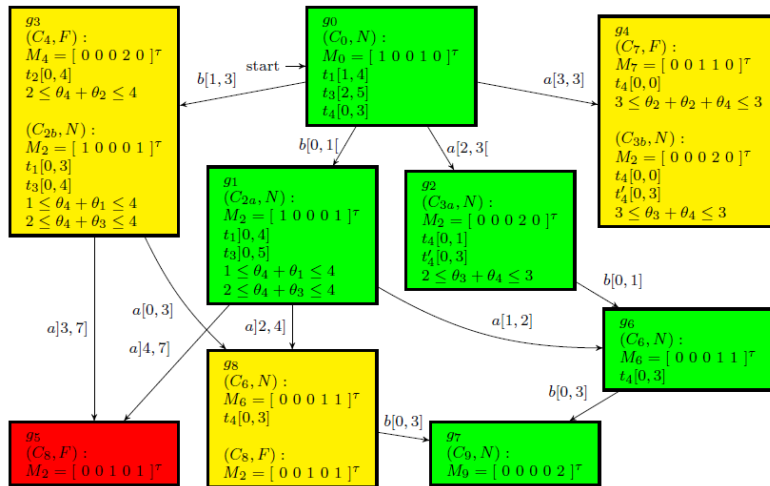 g3
(C4, F) :
M4 = [ 0 0 0 2 0 ]^τ
t2[0, 4]
2 ≤ θ4 + θ2 ≤ 4
(C2b, N) :
M2 = [ 1 0 0 0 1 ]^τ
t1[0, 3]
t3[0, 4]
1 ≤ θ4 + θ1 ≤ 4
2 ≤ θ4 + θ3 ≤ 4
start
g0
(C0, N) :
M0 = [ 1 0 0 1 0 ]^τ
t1[1, 4]
t3[2, 5]
t4[0, 3]
g4
(C7, F) :
M7 = [ 0 0 1 1 0 ]^τ
t4[0, 0]
3 ≤ θ2 + θ2 + θ4 ≤ 3
(C3b, N) :
M2 = [ 0 0 0 2 0 ]^τ
t4[0, 0]
t'4[0, 3]
3 ≤ θ3 + θ4 ≤ 3
b[1, 3]
a[3, 3]
b[0, 1[
a[2, 3[
g1
(C2a, N) :
M2 = [ 1 0 0 0 1 ]^τ
t1]0, 4]
t3]0, 5]
1 ≤ θ4 + θ1 ≤ 4
2 ≤ θ4 + θ3 ≤ 4
g2
(C3a, N) :
M2 = [ 0 0 0 2 0 ]^τ
t4[0, 1]
t'4[0, 3]
2 ≤ θ3 + θ4 ≤ 3
b[0, 1]
a]3, 7]
a[0, 3]
a]4, 7]
a]2, 4]
a[1, 2]
g6
(C6, N) :
M6 = [ 0 0 0 1 1 ]^τ
t4[0, 3]
g8
(C6, N) :
M6 = [ 0 0 0 1 1 ]^τ
t4[0, 3]
(C8, F) :
M2 = [ 0 0 1 0 1 ]^τ
b[0, 3]
b[0, 3]
g5
(C8, F) :
M2 = [ 0 0 1 0 1 ]^τ
g7
(C9, N) :
M9 = [ 0 0 0 0 2 ]^τ